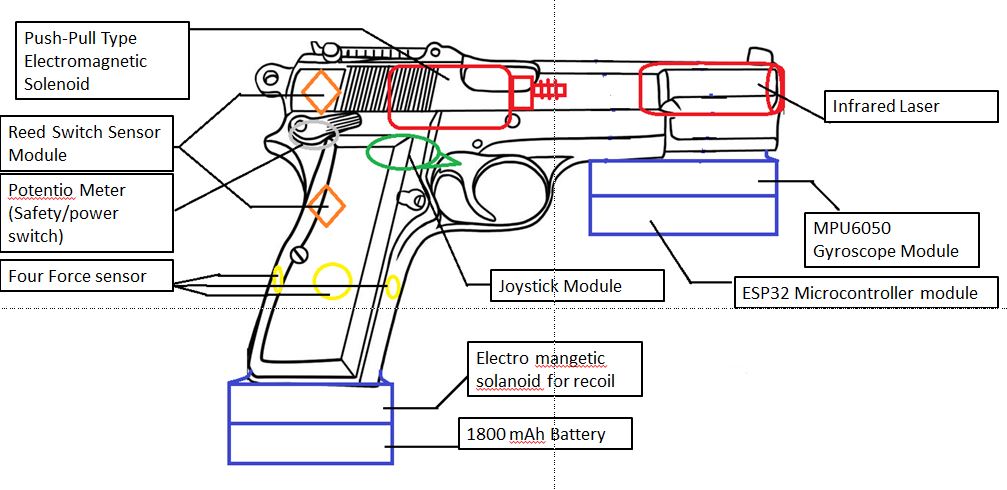 Push-Pull Type
Electromagnetic
Solenoid
Infrared Laser
Reed Switch Sensor
Module
Potentio Meter
(Safety/power
switch)
MPU6050
Gyroscope Module
Four Force sensor
Joystick Module
ESP32 Microcontroller module
Electro mangetic
solanoid for recoil
1800 mAh Battery